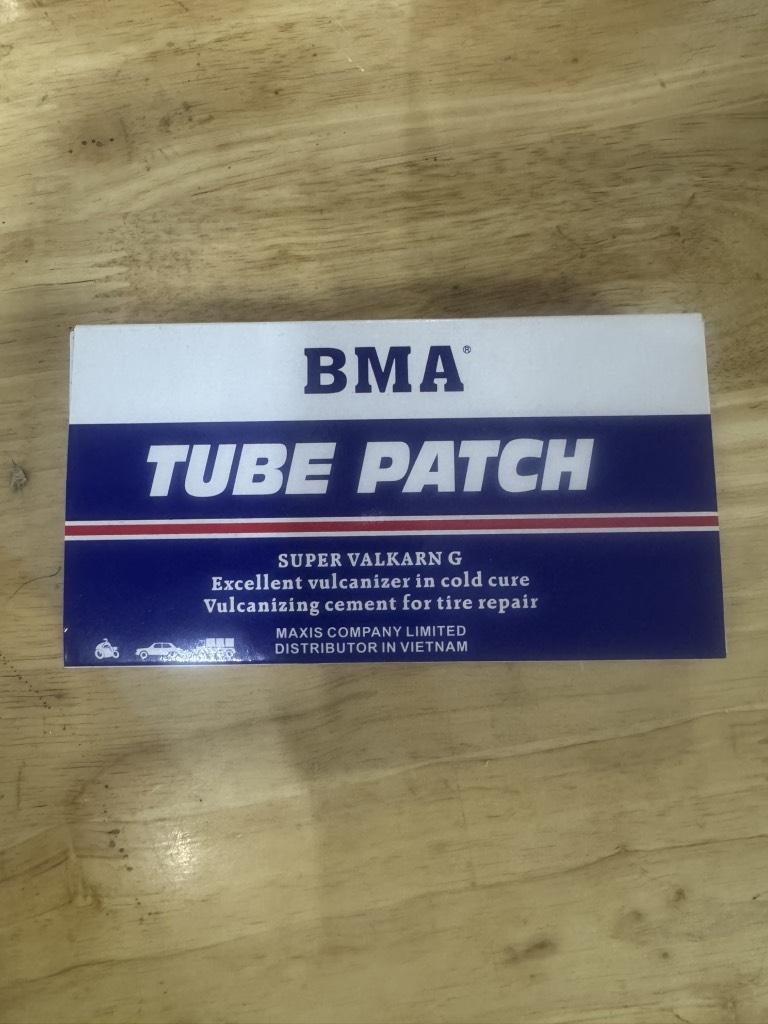 BMA®
TUBE PATCH
SUPER VALKARN G
Excellent vulcanizer in cold cure
Vulcanizing cement for tire repair
MAXIS COMPANY LIMITED
DISTRIBUTOR IN VIETNAM